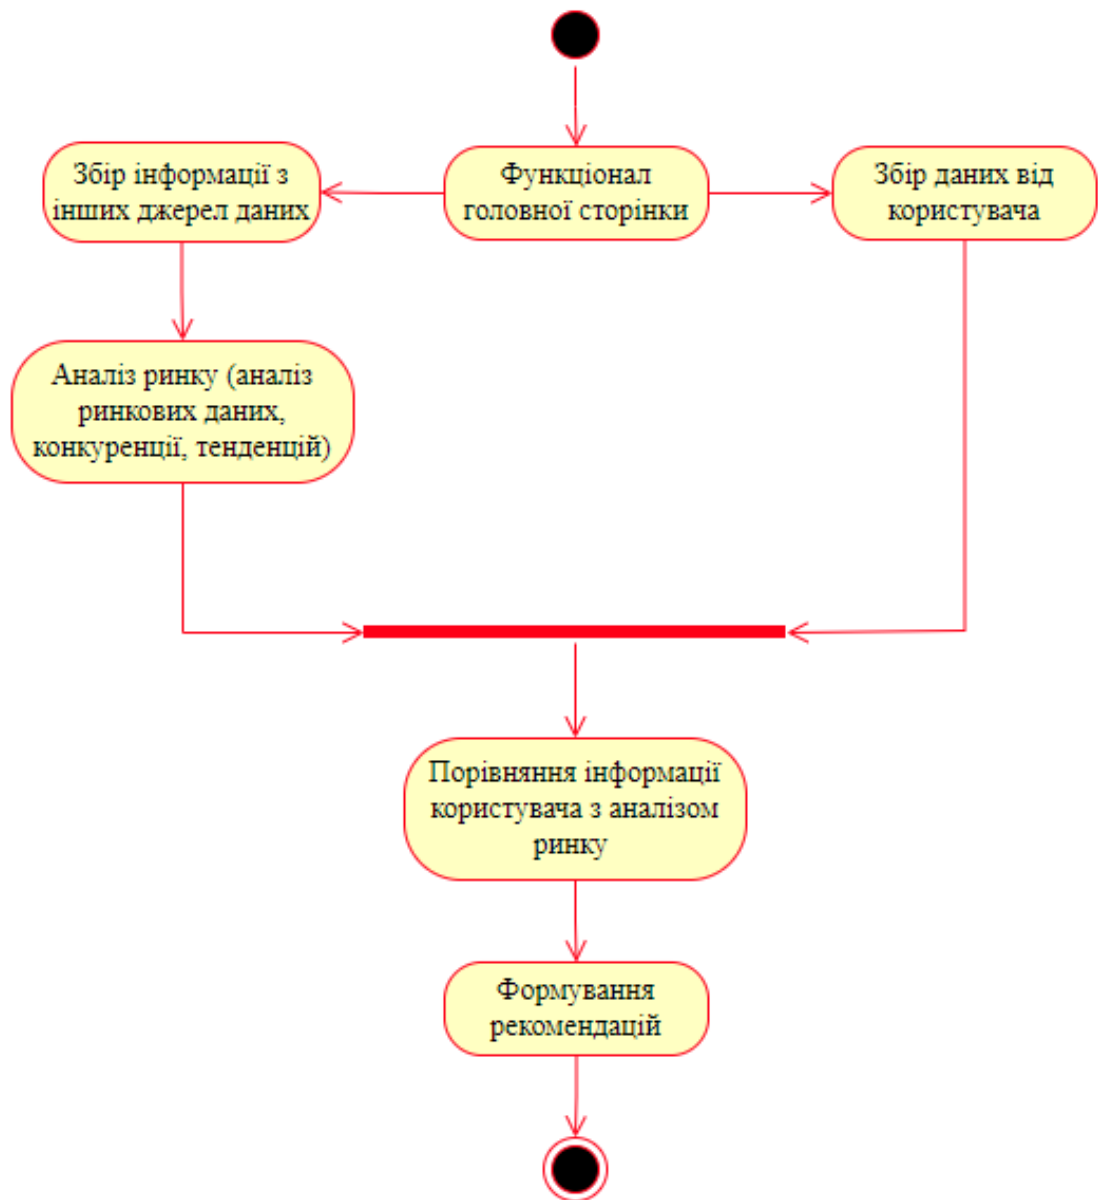 Збір інформації з
інших джерел даних
Функціонал
головної сторінки
Збір даних від
користувача
Аналіз ринку (аналіз
ринкових даних,
конкуренції, тенденцій)
Порівняння інформації
користувача з аналізом
ринку
Формування
рекомендацій